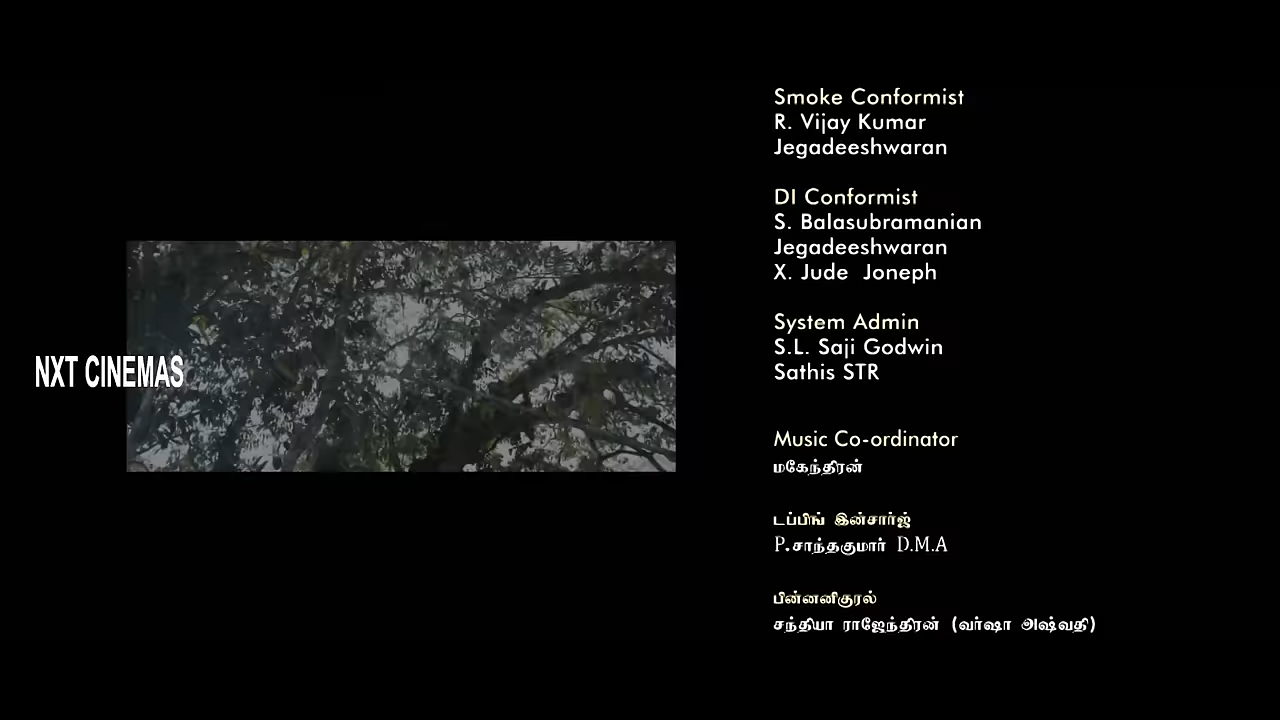 Smoke Conformist
R. Vijay Kumar
Jegadeeshwaran
DI Conformist
S. Balasubramanian
Jegadeeshwaran
X. Jude Joneph
System Admin
S.L. Saji Godwin
Sathis STR
NXT CINEMAS
Music Co-ordinator
மகேந்திரன்
டப்பிங் இன்சார்ஜ்
P.சாந்தகுமார் D.M.A
பின்னனிகுரல்
சந்தியா ராஜேந்திரன் (வர்ஷா அஷ்வதி)